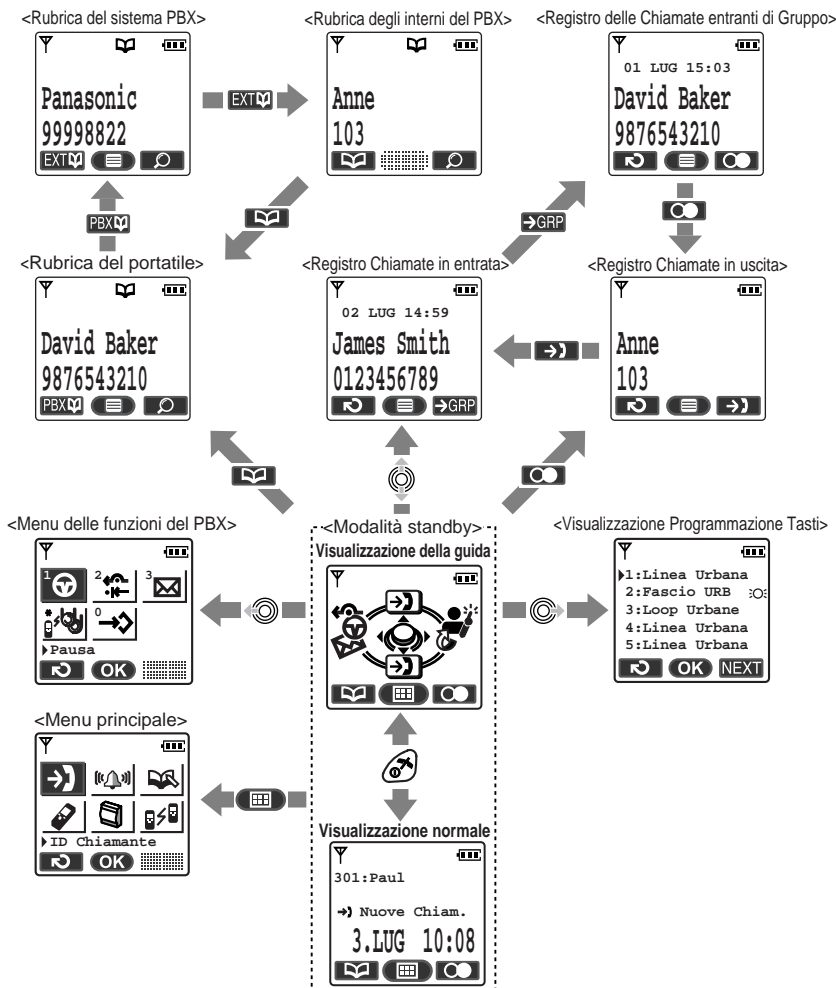 <Rubrica del sistema PBX>
Panasonic
99998822
EXT
EXT
<Rubrica degli interni del PBX>
Anne
103
<Registro delle Chiamate entranti di Gruppo>
01 LUG 15:03
David Baker
9876543210
PBX
→GRP
<Rubrica del portatile>
David Baker
9876543210
PBX
<Registro Chiamate in entrata>
02 LUG 14:59
James Smith
0123456789
→GRP
<Registro Chiamate in uscita>
Anne
103
<Menu delle funzioni del PBX>
1
2
3
*
0
Pausa
OK
<Modalità standby>
Visualizzazione della guida
<Visualizzazione Programmazione Tasti>
1:Linea Urbana
2:Fascio URB
3:Loop Urbane
4:Linea Urbana
5:Linea Urbana
OK NEXT
<Menu principale>
ID Chiamante
OK
Visualizzazione normale
301:Paul
Nuove Chiam.
3.LUG 10:08